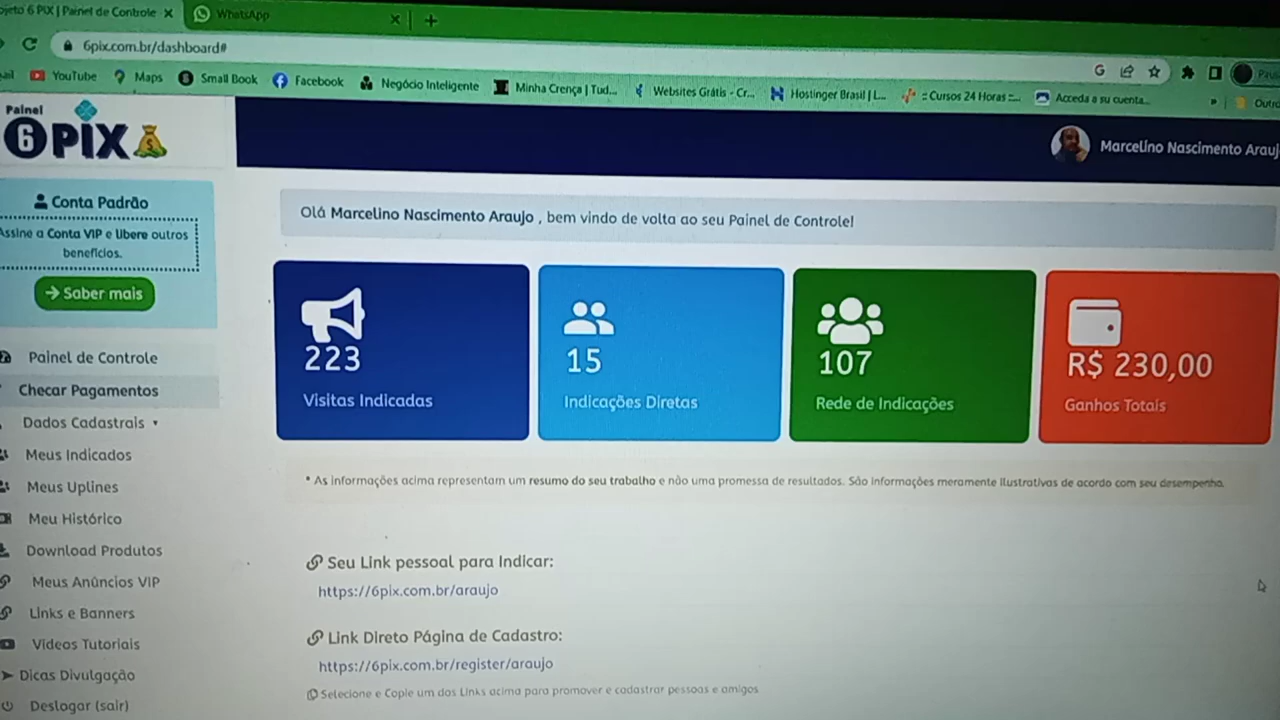 ojeto 6 PIX | Painel de Controle
WhatsApp
6pix.com.br/dashboard#
ail
YouTube
Maps
Small Book
Facebook
Negócio Inteligente
Minha Crença | Tud...
Websites Grátis - Cr...
Hostinger Brasil | L...
:: Cursos 24 Horas ::...
Acceda a su cuenta...
»
Outro
Painel
6PIX
Marcelino Nascimento Arauj
Conta Padrão
Assine a Conta VIP e libere outros
benefícios.
Saber mais
Olá Marcelino Nascimento Araujo , bem vindo de volta ao seu Painel de Controle!
223
Visitas Indicadas
15
Indicações Diretas
107
Rede de Indicações
R$ 230,00
Ganhos Totais
Painel de Controle
Checar Pagamentos
Dados Cadastrais
Meus Indicados
Meus Uplines
Meu Histórico
Download Produtos
Meus Anúncios VIP
Links e Banners
Vídeos Tutoriais
Dicas Divulgação
Deslogar (sair)
* As informações acima representam um resumo do seu trabalho e não uma promessa de resultados. São informações meramente ilustrativas de acordo com seu desempenho.
Seu Link pessoal para Indicar:
https://6pix.com.br/araujo
Link Direto Página de Cadastro:
https://6pix.com.br/register/araujo
Selecione e Copie um dos Links acima para promover e cadastrar pessoas e amigos